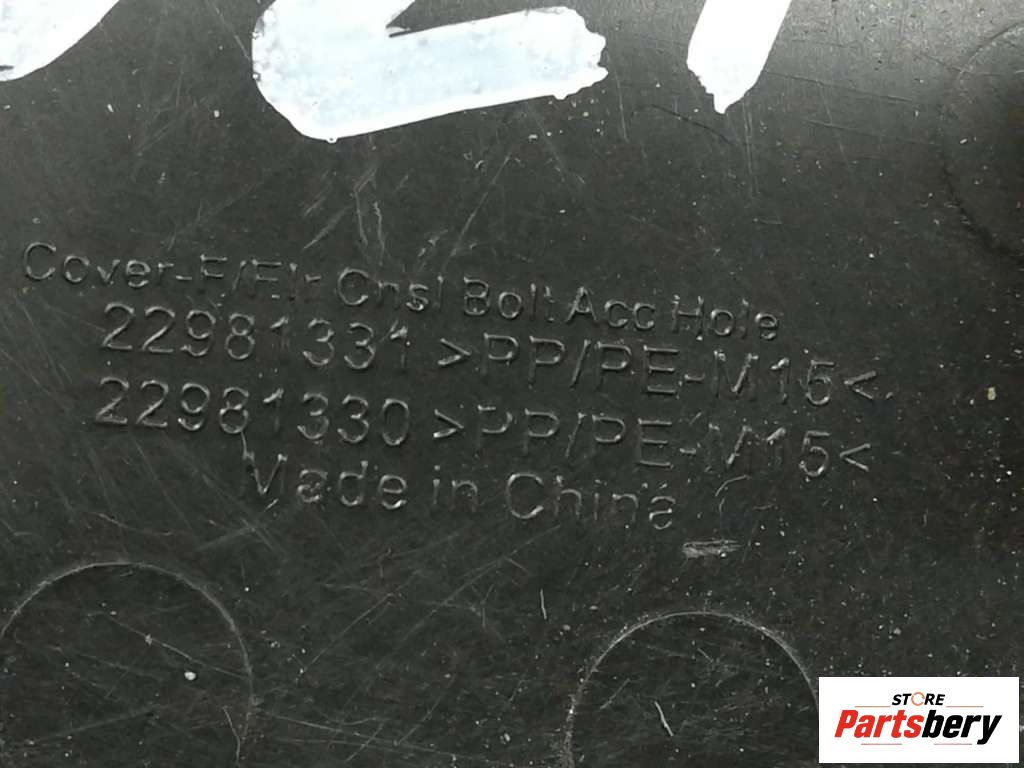 Cover-F/Flr Cnsl Bolt Acc Hole
22981331 >PP/PE-M15<
22981330 >PP/PE-M15<
Made in China
STORE
Partsbery